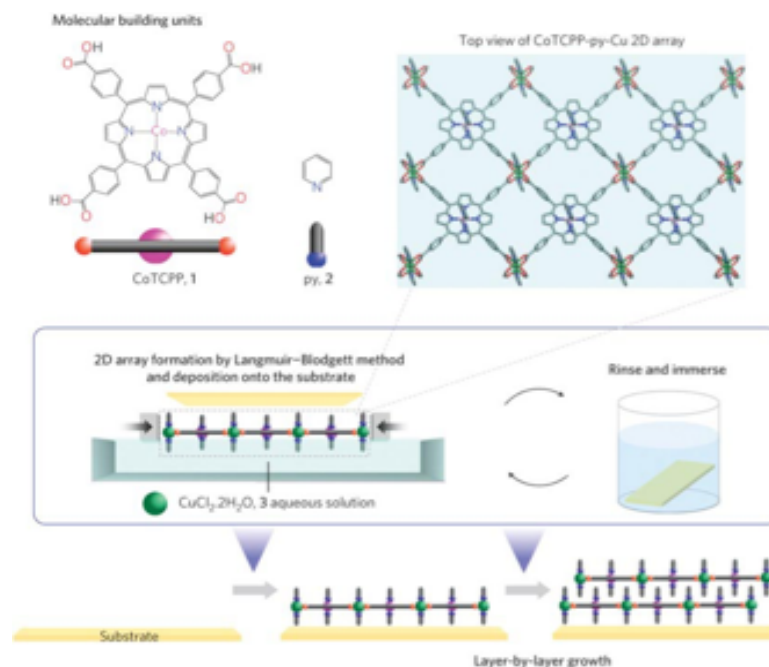 Molecular building units
Top view of CoTCPP-py-Cu 2D array
O
OH
O
OH
N
N
Co
N
N
HO
O
OH
O
N
CoTCPP, 1
py, 2
2D array formation by Langmuir–Blodgett method
and deposition onto the substrate
Rinse and immerse
CuCl₂.2H₂O, 3 aqueous solution
Substrate
Layer-by-layer growth